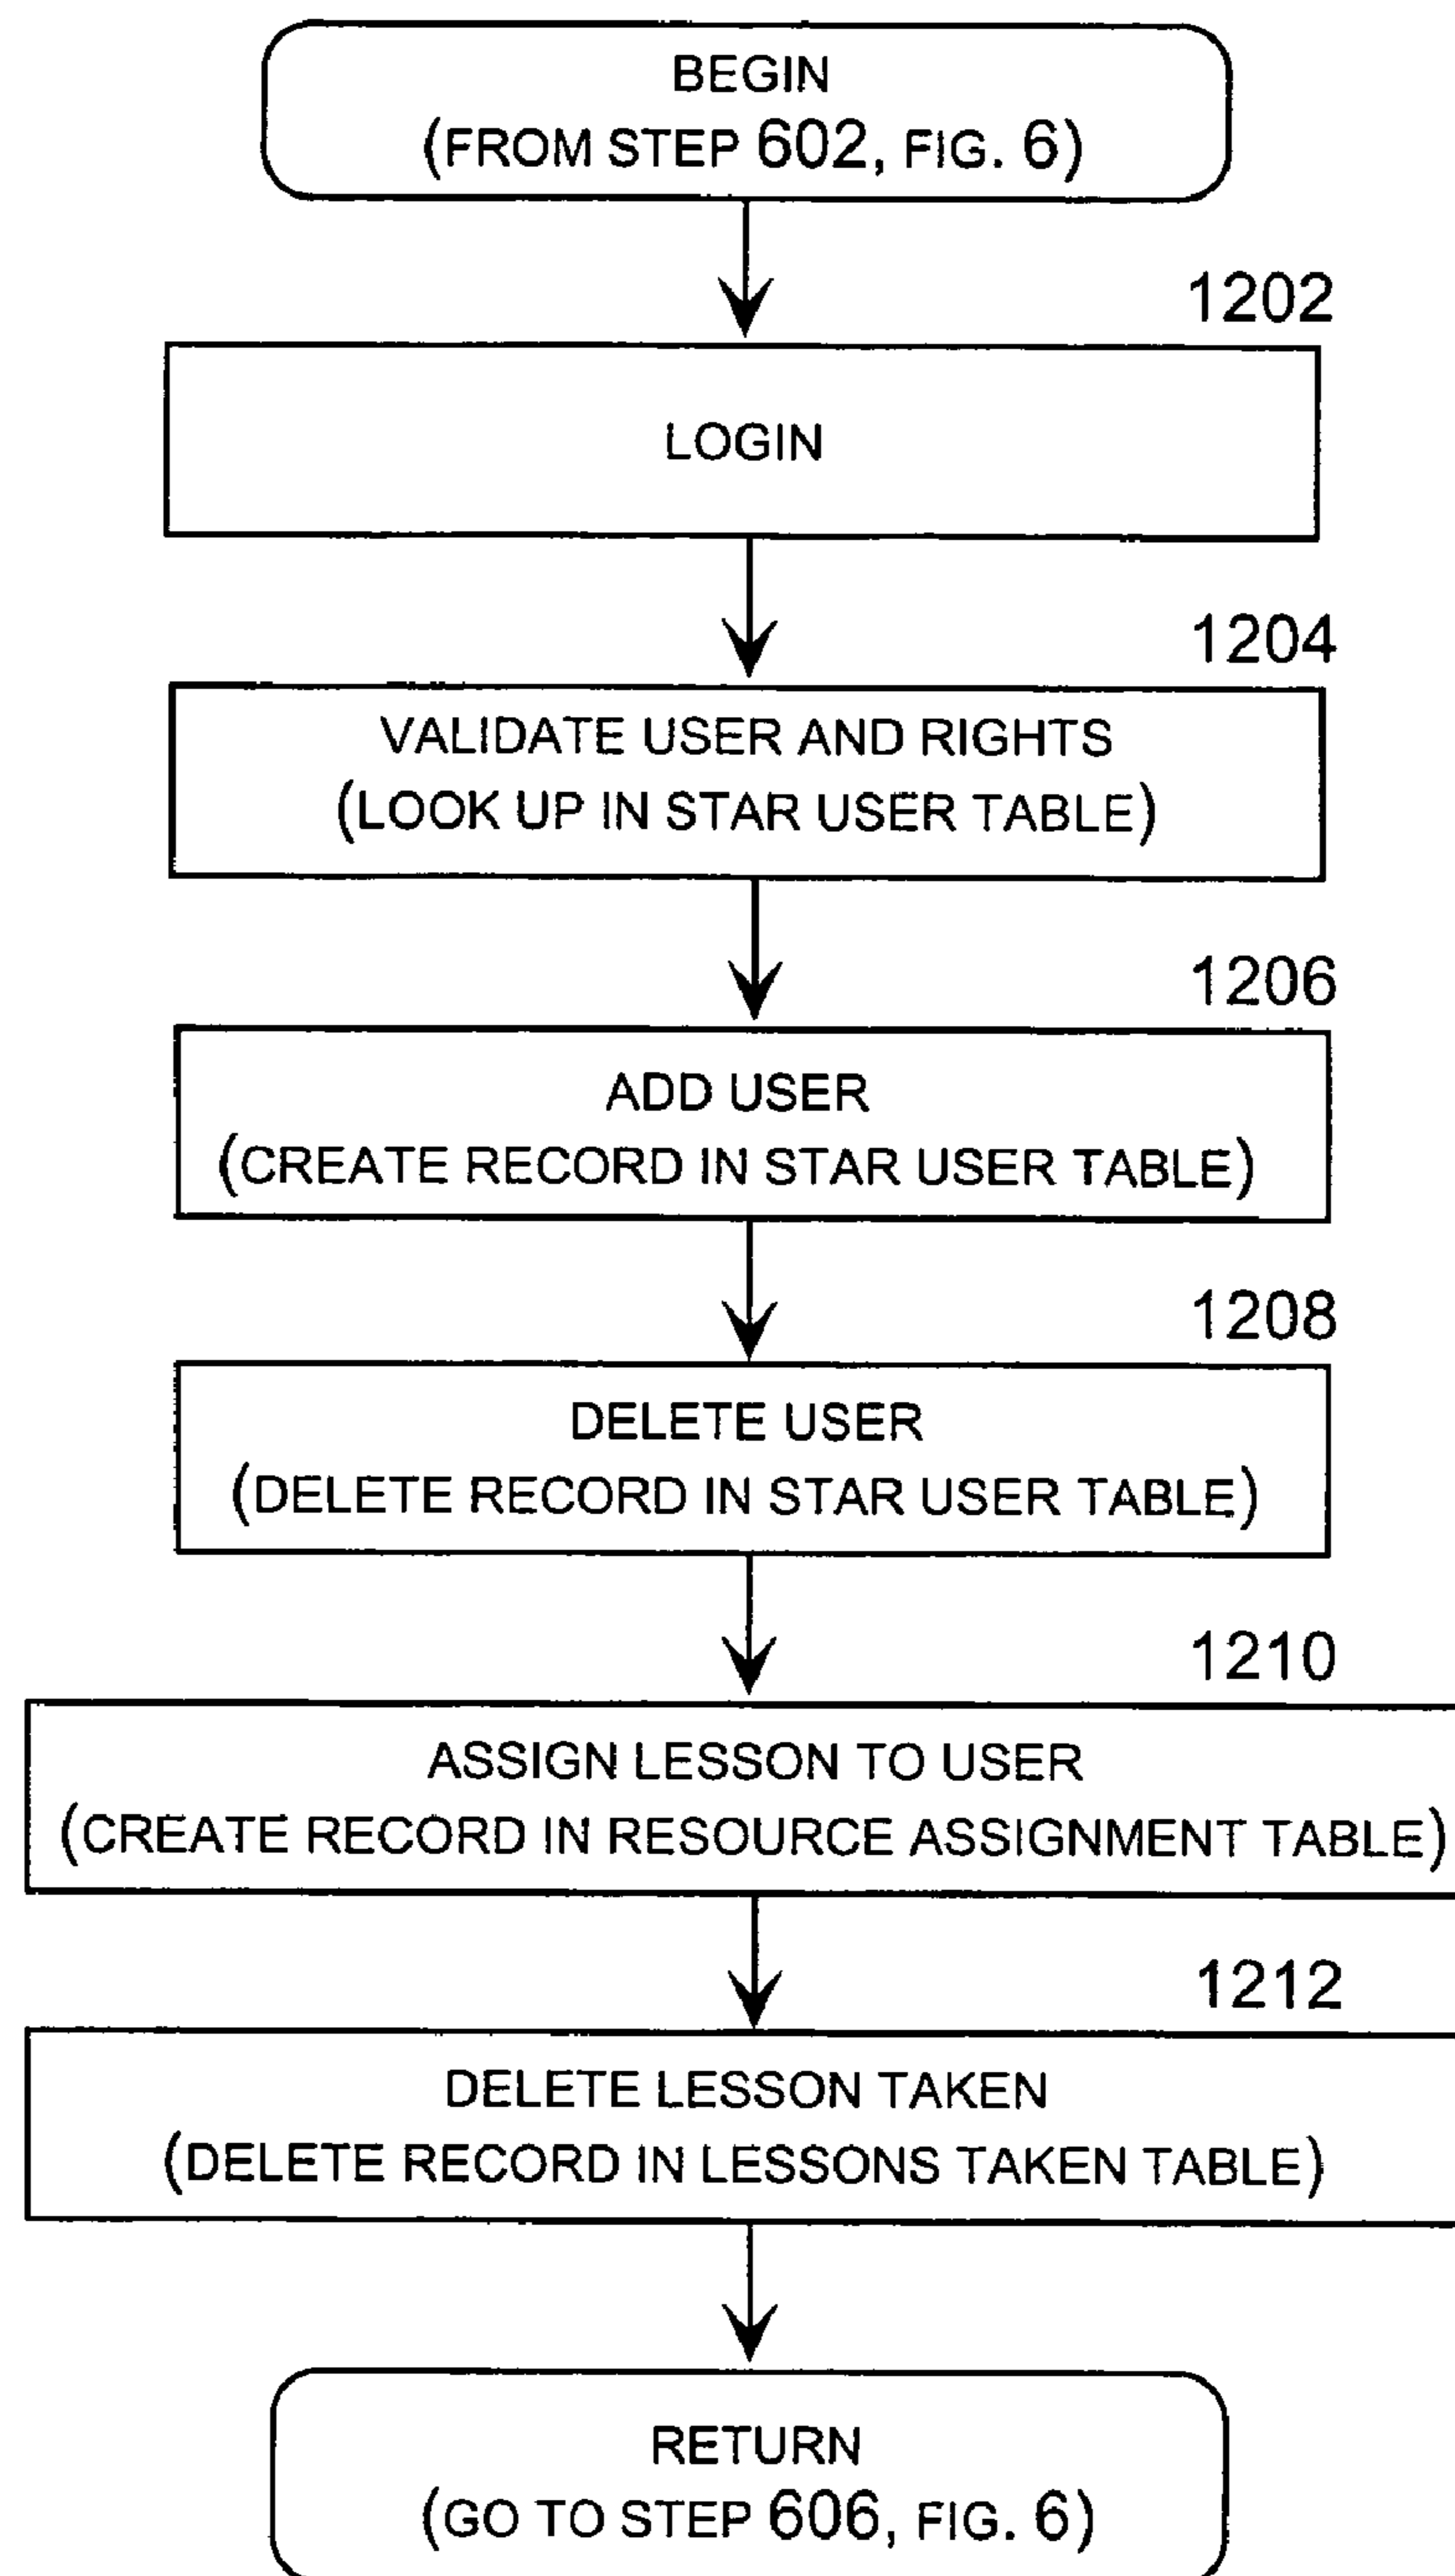 BEGIN
(FROM STEP 602, FIG. 6)
1202
LOGIN
1204
VALIDATE USER AND RIGHTS
(LOOK UP IN STAR USER TABLE)
1206
ADD USER
(CREATE RECORD IN STAR USER TABLE)
1208
DELETE USER
(DELETE RECORD IN STAR USER TABLE)
1210
ASSIGN LESSON TO USER
(CREATE RECORD IN RESOURCE ASSIGNMENT TABLE)
1212
DELETE LESSON TAKEN
(DELETE RECORD IN LESSONS TAKEN TABLE)
RETURN
(GO TO STEP 606, FIG. 6)